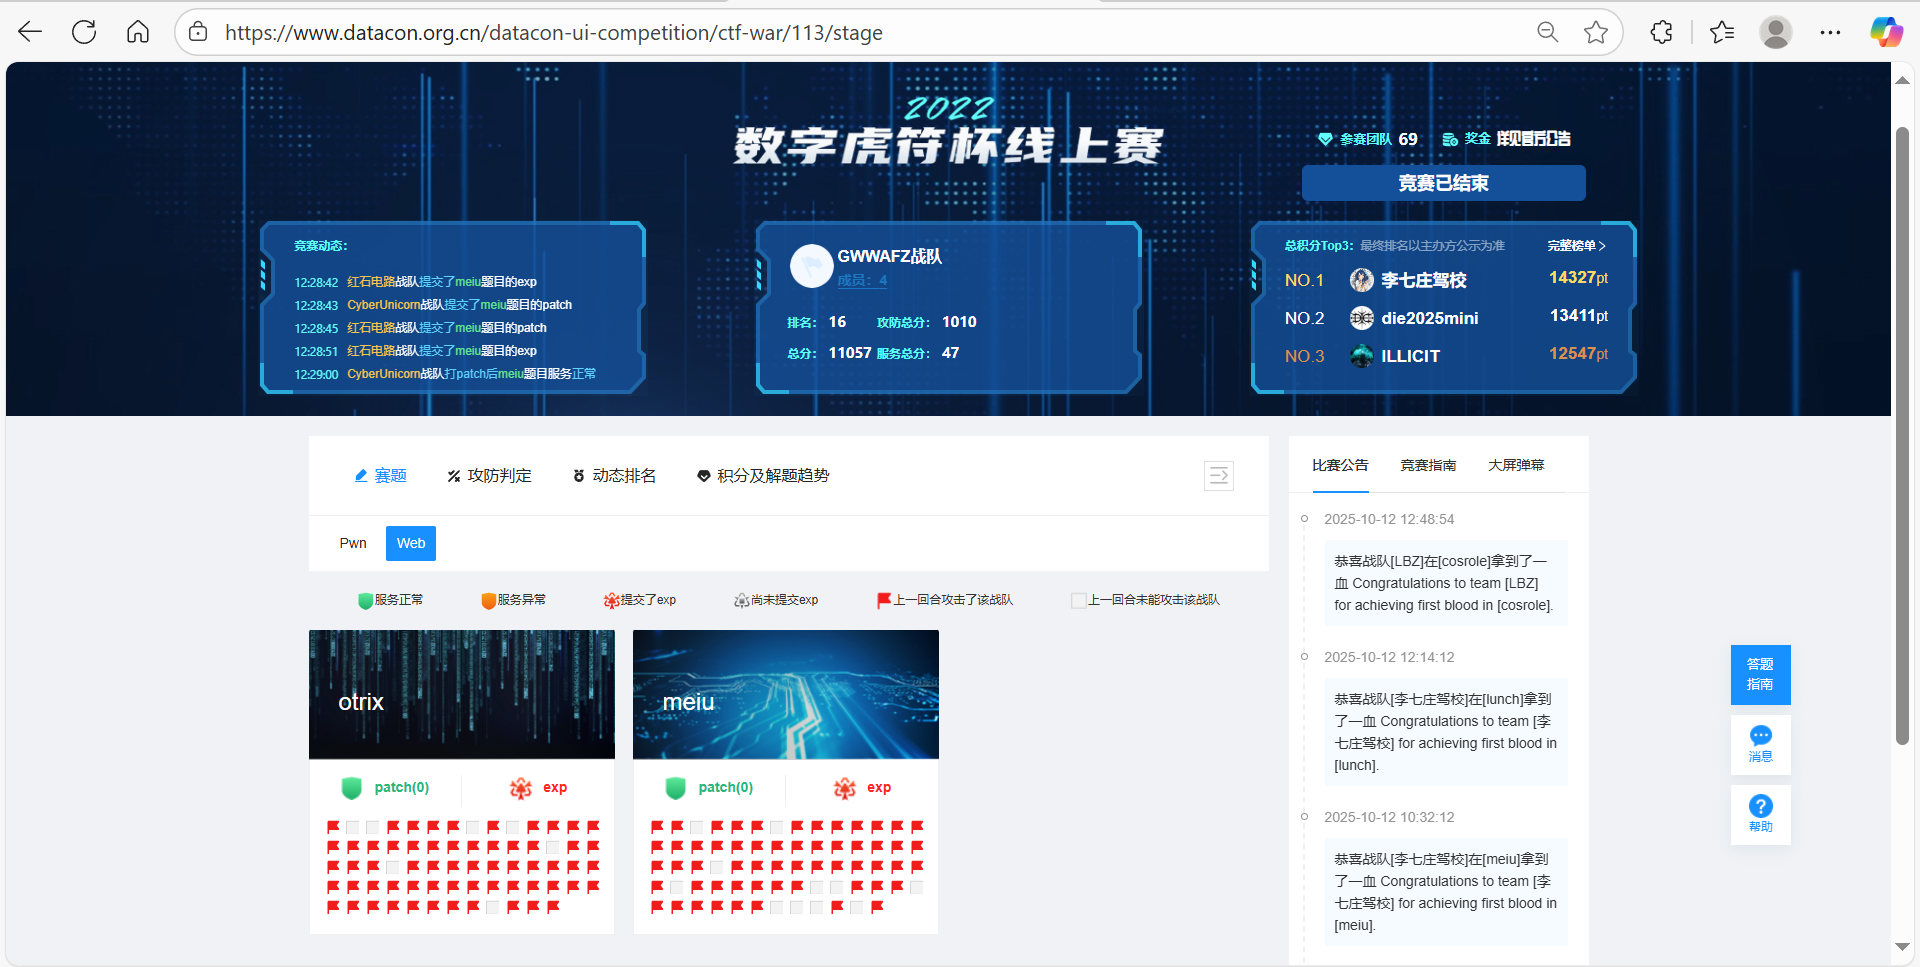 https://www.datacon.org.cn/datacon-ui-competition/ctf-war/113/stage
2022
数字虎符杯线上赛
参赛团队 69 奖金 详见官方公告
竞赛已结束
竞赛动态：
12:28:42 红石电路战队提交了meiu题目的exp
12:28:43 CyberUnicorn战队提交了meiu题目的patch
12:28:45 红石电路战队提交了meiu题目的patch
12:28:51 红石电路战队提交了meiu题目的exp
12:29:00 CyberUnicorn战队打patch后meiu题目服务正常
GWWAFZ战队
成员：4
排名： 16 攻防总分： 1010
总分： 11057 服务总分： 47
总积分Top3：最终排名以主办方公示为准 完整榜单
NO.1 李七庄驾校 14327pt
NO.2 die2025mini 13411pt
NO.3 ILLICIT 12547pt
赛题 攻防判定 动态排名 积分及解题趋势
Pwn Web
服务正常 服务异常 提交了exp 尚未提交exp 上一回合攻击了该战队 上一回合未能攻击该战队
otrix
patch(0) exp
meiu
patch(0) exp
比赛公告 竞赛指南 大屏弹幕
2025-10-12 12:48:54
恭喜战队[LBZ]在[cosrole]拿到了一
血 Congratulations to team [LBZ]
for achieving first blood in [cosrole].
2025-10-12 12:14:12
恭喜战队[李七庄驾校]在[lunch]拿到
了一血 Congratulations to team [李
七庄驾校] for achieving first blood in
[lunch].
2025-10-12 10:32:12
恭喜战队[李七庄驾校]在[meiu]拿到
了一血 Congratulations to team [李
七庄驾校] for achieving first blood in
[meiu].
答题
指南
消息
帮助